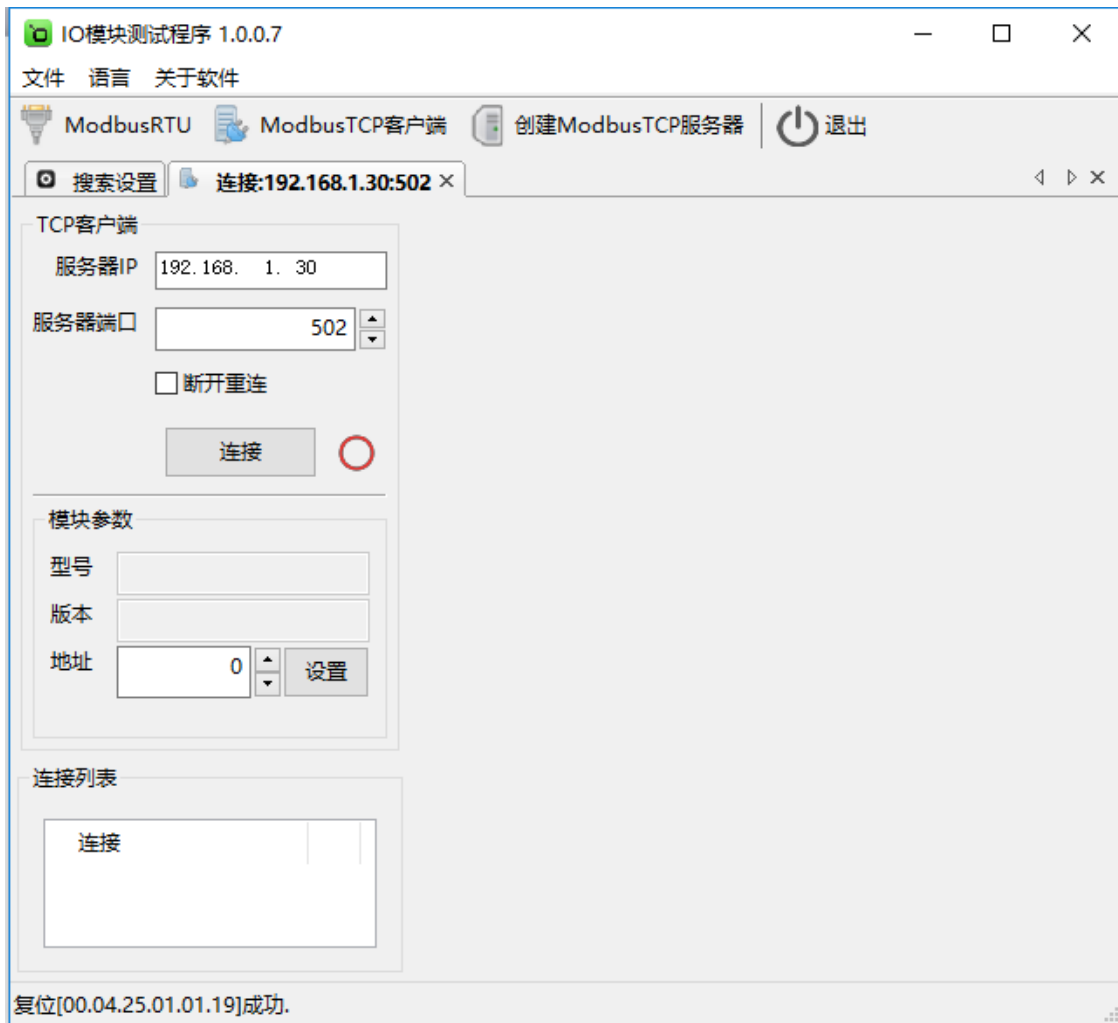 IO模块测试程序 1.0.0.7
文件 语言 关于软件
ModbusRTU ModbusTCP客户端 创建ModbusTCP服务器 退出
搜索设置 连接:192.168.1.30:502
TCP客户端
服务器IP 192.168. 1. 30
服务器端口 502
断开重连
连接
模块参数
型号
版本
地址 0 设置
连接列表
连接
复位[00.04.25.01.01.19]成功.